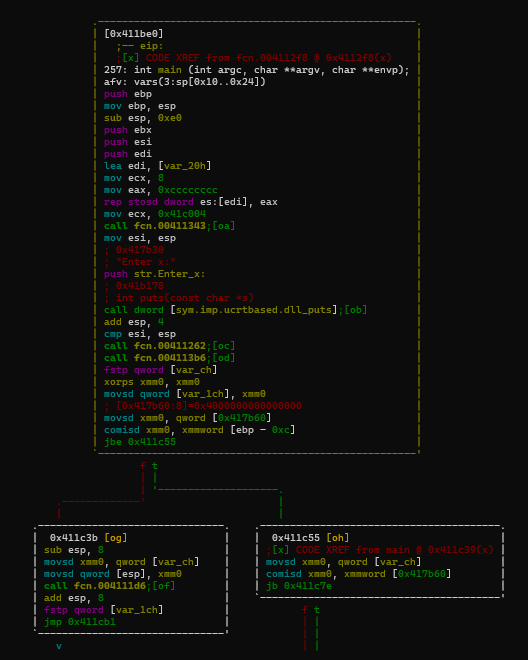 [0x411be0]
;-- eip:
;[x] CODE XREF from fcn.004112f8 @ 0x4112f8(x)
257: int main (int argc, char **argv, char **envp);
afv: vars(3:sp[0x10..0x24])
push ebp
mov ebp, esp
sub esp, 0xe0
push ebx
push esi
push edi
lea edi, [var_20h]
mov ecx, 8
mov eax, 0xcccccccc
rep stosd dword es:[edi], eax
mov ecx, 0x41c004
call fcn.00411343;[oa]
mov esi, esp
; 0x417b30
; "Enter x:"
push str.Enter_x:
; 0x41b178
; int puts(const char *s)
call dword [sym.imp.ucrtbased.dll_puts];[ob]
add esp, 4
cmp esi, esp
call fcn.00411262;[oc]
call fcn.004113b6;[od]
fstp qword [var_ch]
xorps xmm0, xmm0
movsd qword [var_1ch], xmm0
; [0x417b60:8]=0x4000000000000000
movsd xmm0, qword [0x417b60]
comisd xmm0, xmmword [ebp - 0xc]
jbe 0x411c55
f t
0x411c3b [og]
sub esp, 8
movsd xmm0, qword [var_ch]
movsd qword [esp], xmm0
call fcn.004111d6;[of]
add esp, 8
fstp qword [var_1ch]
jmp 0x411cb1
v
0x411c55 [oh]
;[x] CODE XREF from main @ 0x411c39(x)
movsd xmm0, qword [var_ch]
comisd xmm0, xmmword [0x417b60]
jb 0x411c7e
f t